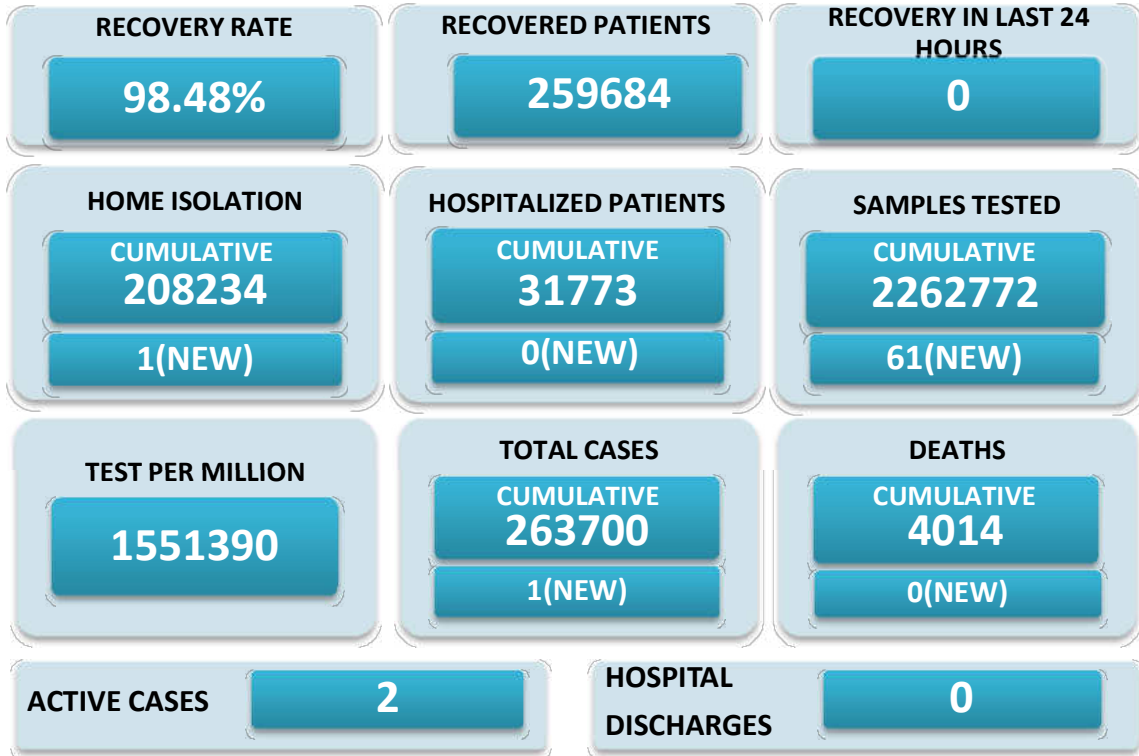 RECOVERY RATE
98.48%
RECOVERED PATIENTS
259684
RECOVERY IN LAST 24
HOURS
0
HOME ISOLATION
CUMULATIVE
208234
1(NEW)
HOSPITALIZED PATIENTS
CUMULATIVE
31773
0(NEW)
SAMPLES TESTED
CUMULATIVE
2262772
61(NEW)
TEST PER MILLION
1551390
TOTAL CASES
CUMULATIVE
263700
1(NEW)
DEATHS
CUMULATIVE
4014
0(NEW)
ACTIVE CASES
2
HOSPITAL
DISCHARGES
0